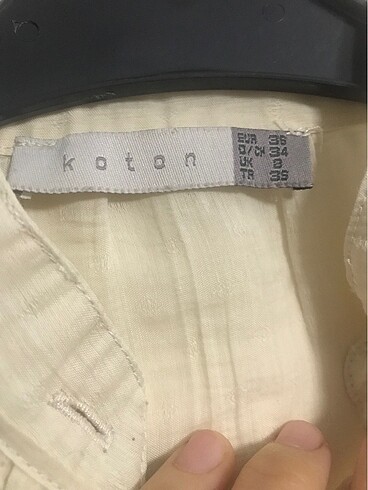 koton
EUR 36
D/CH 34
UK 8
TR 36